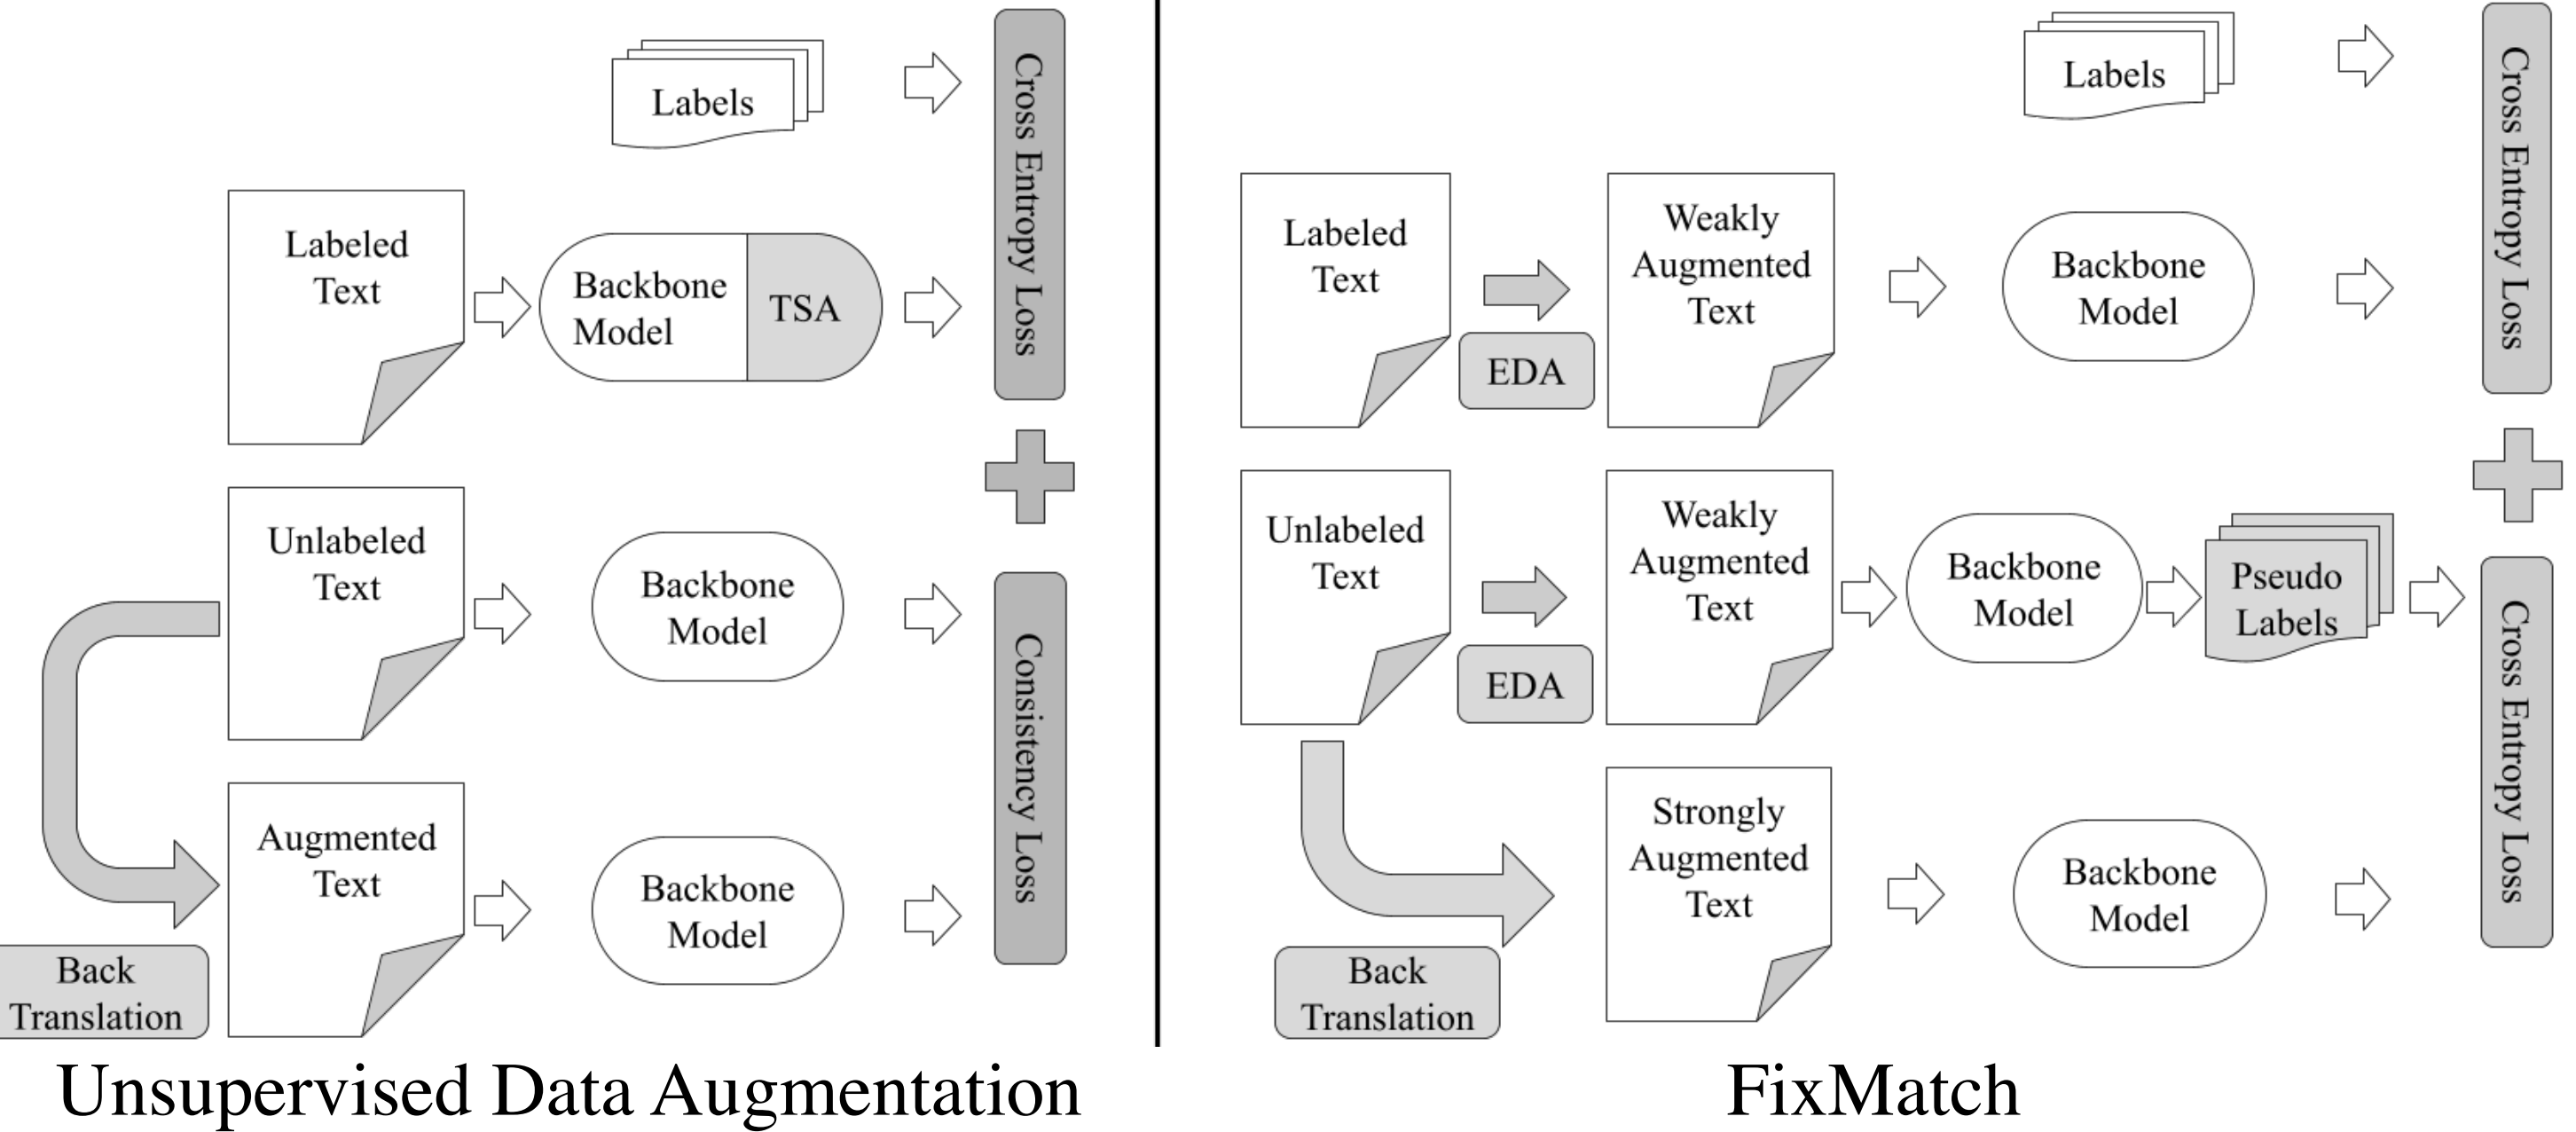 Labels
Cross Entropy Loss
Labeled
Text
Backbone
Model
TSA
Unlabeled
Text
Backbone
Model
Consistency Loss
Augmented
Text
Backbone
Model
Back
Translation
Unsupervised Data Augmentation
Labels
Cross Entropy Loss
Labeled
Text
EDA
Weakly
Augmented
Text
Backbone
Model
Unlabeled
Text
EDA
Weakly
Augmented
Text
Backbone
Model
Pseudo
Labels
Cross Entropy Loss
Back
Translation
Strongly
Augmented
Text
Backbone
Model
FixMatch